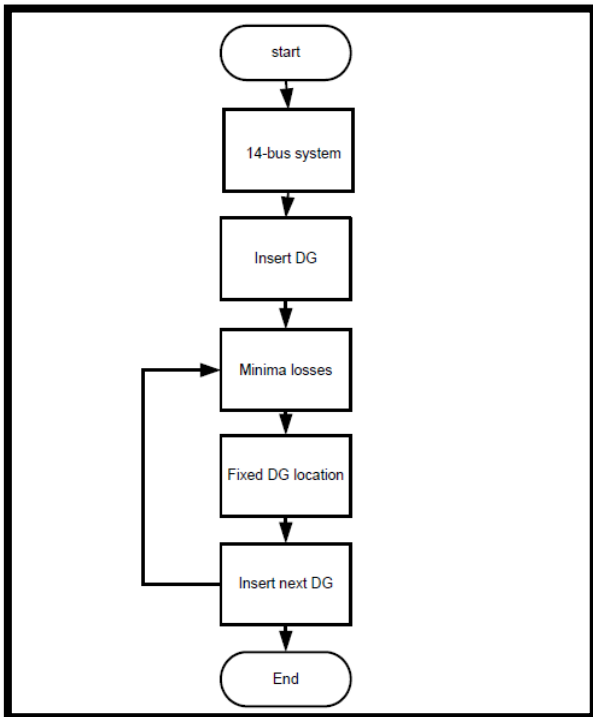 start
14-bus system
Insert DG
Minima losses
Fixed DG location
Insert next DG
End